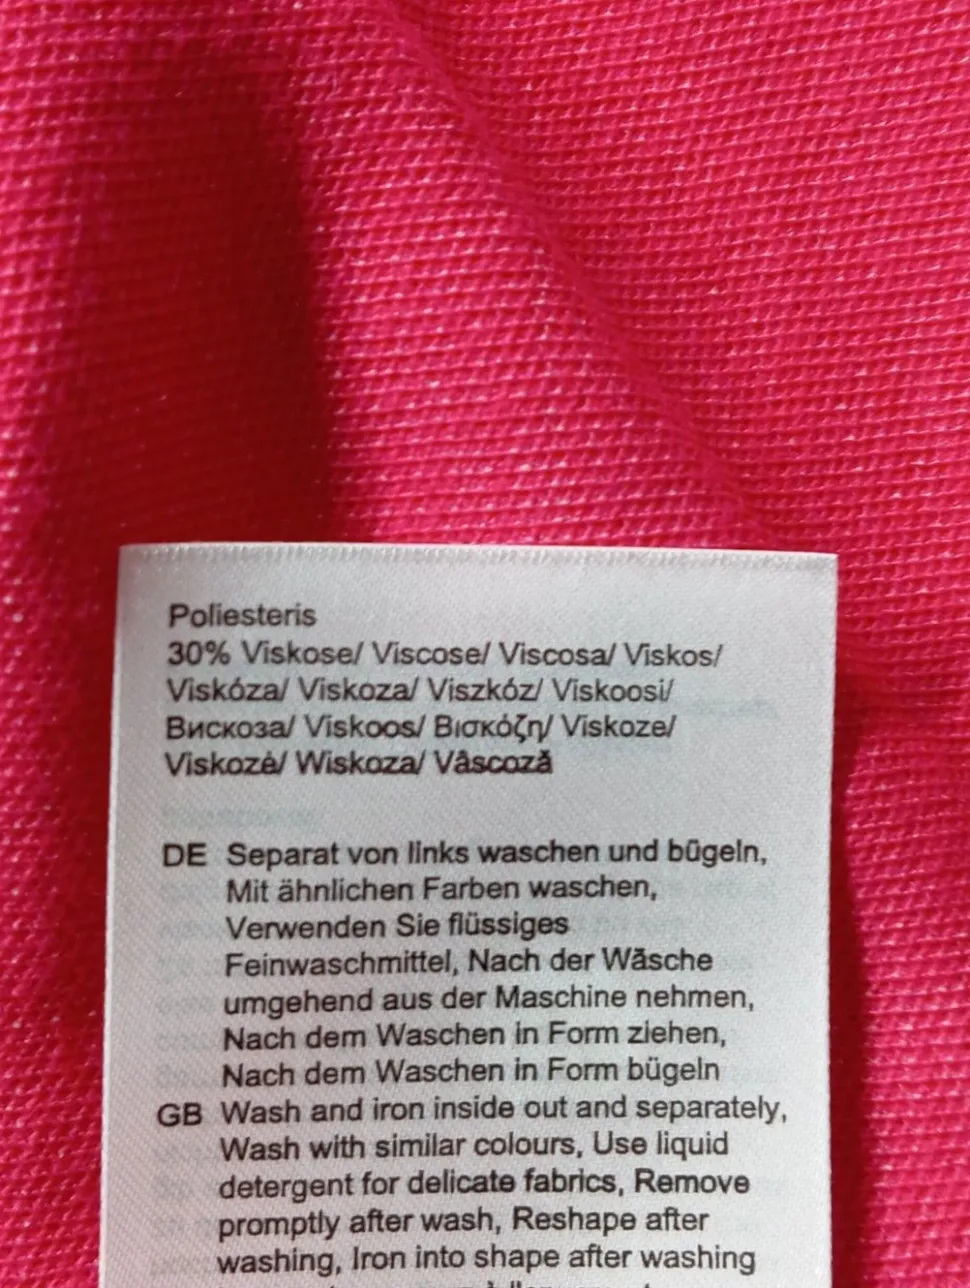 Poliesteris
30% Viskose/ Viscose/ Viscosa/ Viskos/
Viskóza/ Viskoza/ Viszkóz/ Viskoosi/
Вискоза/ Viskoos/ Βισκόζη/ Viskoze/
Viskozė/ Wiskoza/ Vâscoză
DE Separat von links waschen und bügeln,
Mit ähnlichen Farben waschen,
Verwenden Sie flüssiges
Feinwaschmittel, Nach der Wäsche
umgehend aus der Maschine nehmen,
Nach dem Waschen in Form ziehen,
Nach dem Waschen in Form bügeln
GB Wash and iron inside out and separately,
Wash with similar colours, Use liquid
detergent for delicate fabrics, Remove
promptly after wash, Reshape after
washing, Iron into shape after washing